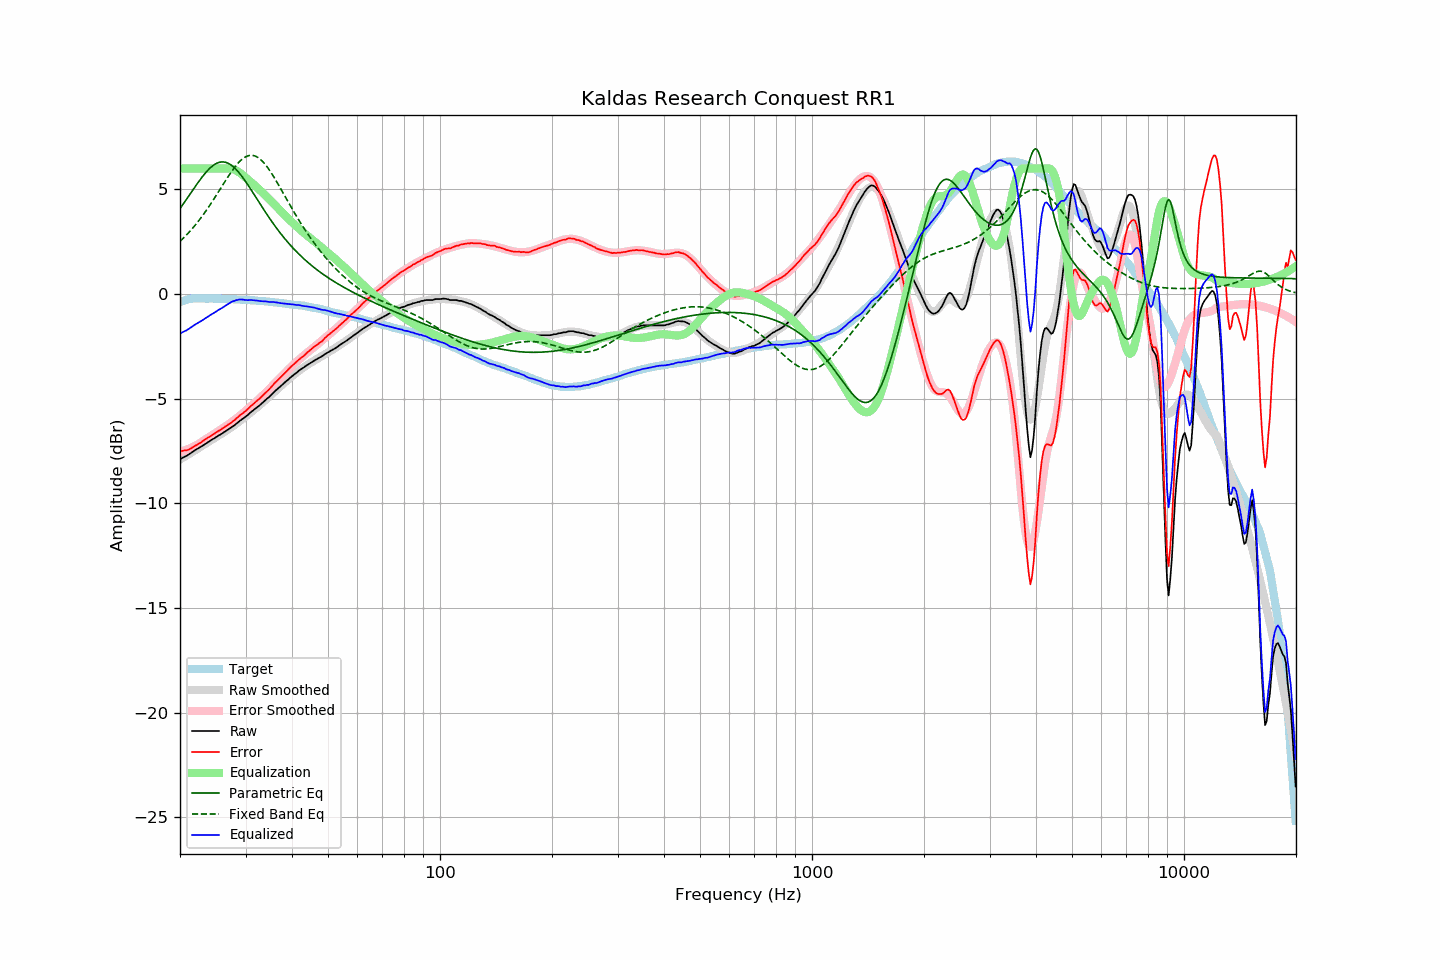 Kaldas Research Conquest RR1
Amplitude (dBr)
5
0
−5
−10
−15
−20
−25
Target
Raw Smoothed
Error Smoothed
Raw
Error
Equalization
Parametric Eq
Fixed Band Eq
Equalized
100
1000
10000
Frequency (Hz)